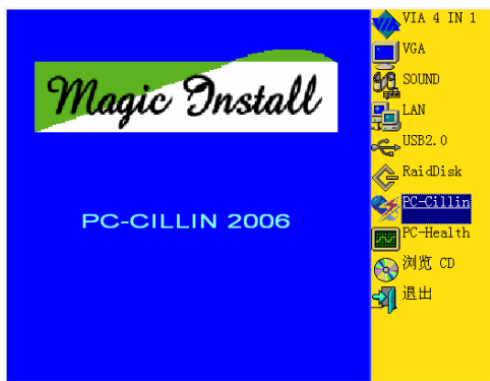 Magic Install
PC-CILLIN 2006
VIA 4 IN 1
VGA
SOUND
LAN
USB2.0
RaidDisk
PC-Cillin
PC-Health
浏览 CD
退出